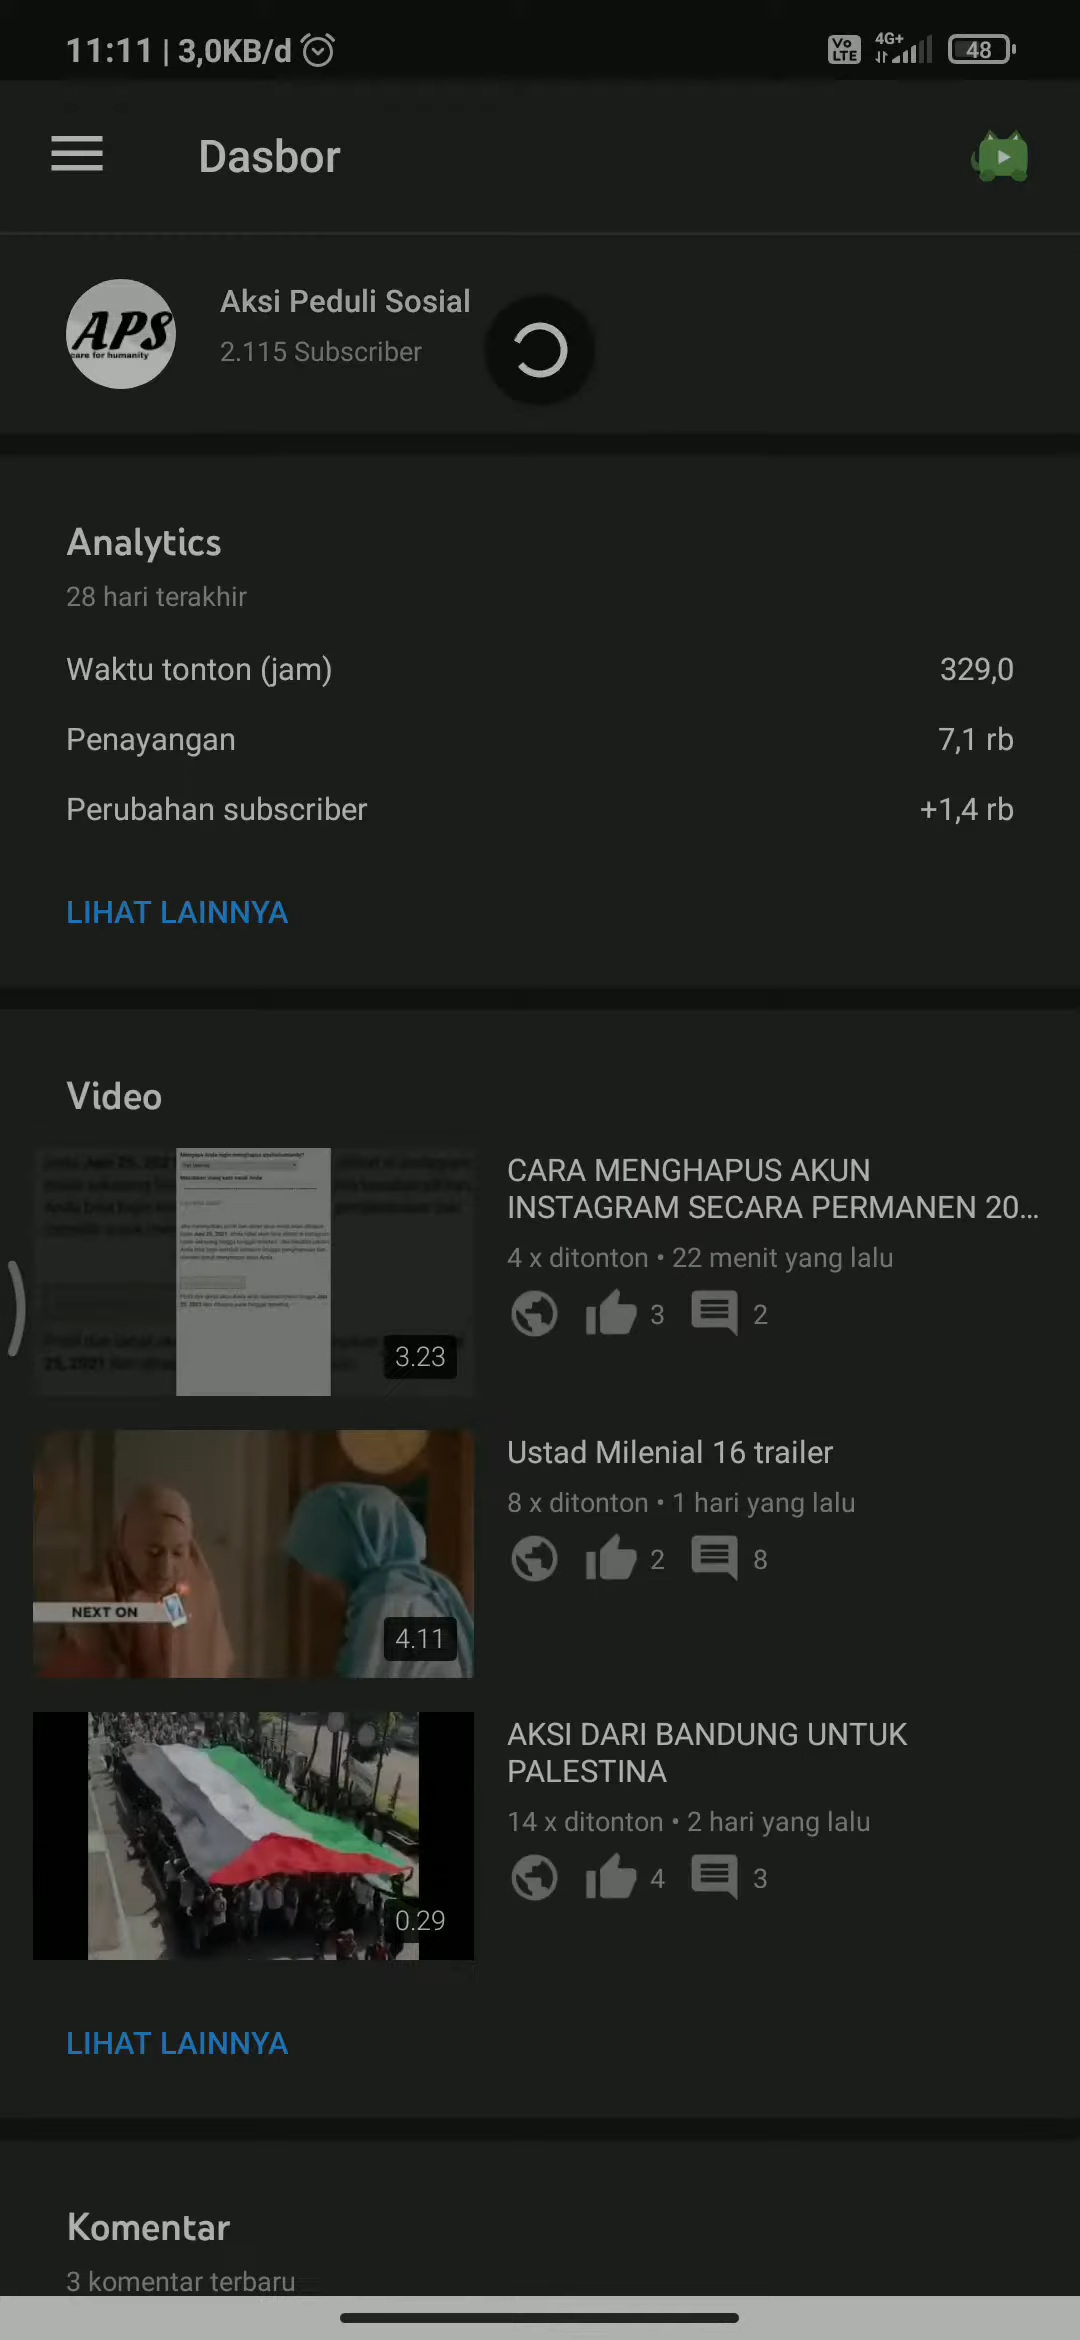 11:11 | 3,0KB/d
Vo LTE
4G+
48
Dasbor
APS
care for humanity
Aksi Peduli Sosial
2.115 Subscriber
Analytics
28 hari terakhir
Waktu tonton (jam)
329,0
Penayangan
7,1 rb
Perubahan subscriber
+1,4 rb
LIHAT LAINNYA
Video
3.23
CARA MENGHAPUS AKUN
INSTAGRAM SECARA PERMANEN 20...
4 x ditonton • 22 menit yang lalu
3
2
NEXT ON
4.11
Ustad Milenial 16 trailer
8 x ditonton • 1 hari yang lalu
2
8
0.29
AKSI DARI BANDUNG UNTUK
PALESTINA
14 x ditonton • 2 hari yang lalu
4
3
LIHAT LAINNYA
Komentar
3 komentar terbaru